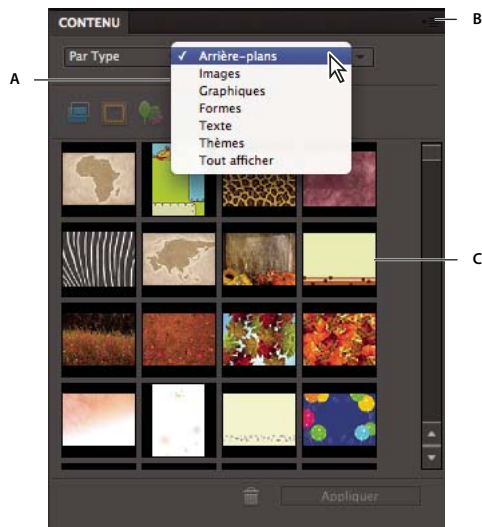 CONTENU
B
Par Type
✓ Arrière-plans
A
Images
Graphiques
Formes
Texte
Thèmes
Tout afficher
C
Appliquer